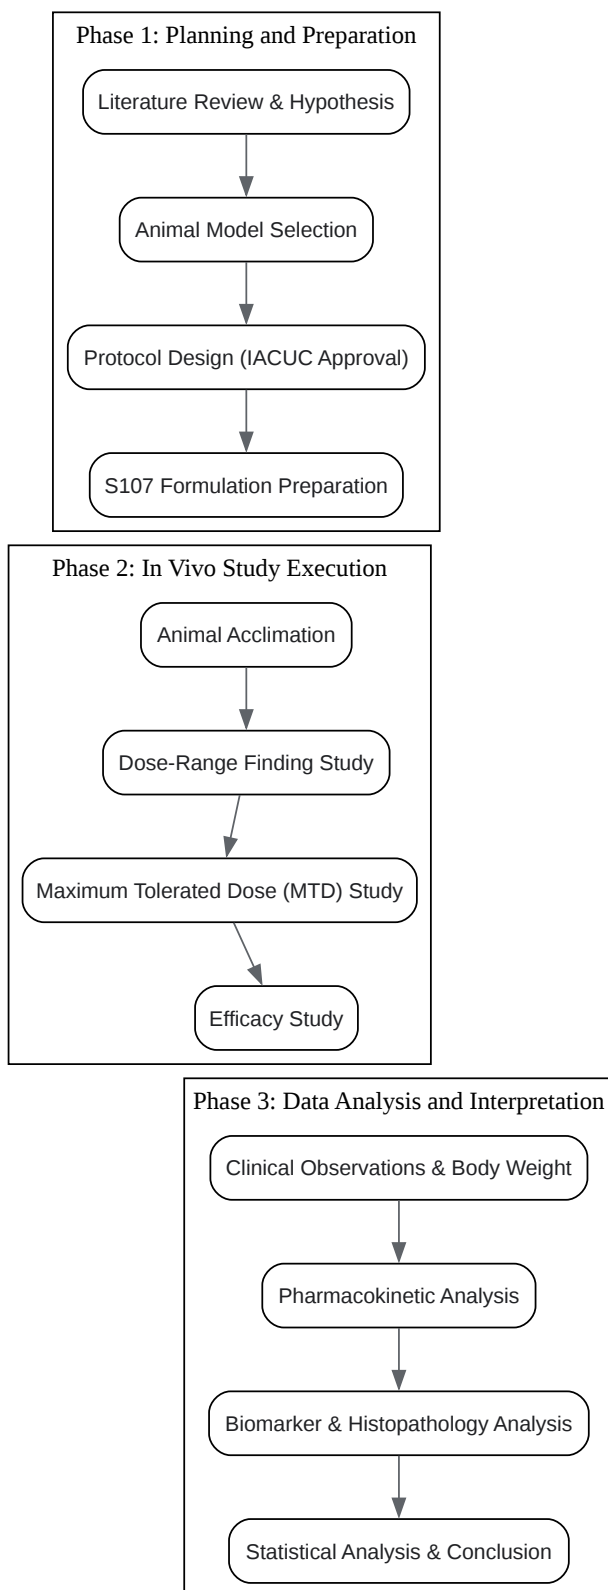 Phase 1: Planning and Preparation
Literature Review & Hypothesis
Animal Model Selection
Protocol Design (IACUC Approval)
S107 Formulation Preparation
Phase 2: In Vivo Study Execution
Animal Acclimation
Dose-Range Finding Study
Maximum Tolerated Dose (MTD) Study
Efficacy Study
Phase 3: Data Analysis and Interpretation
Clinical Observations & Body Weight
Pharmacokinetic Analysis
Biomarker & Histopathology Analysis
Statistical Analysis & Conclusion